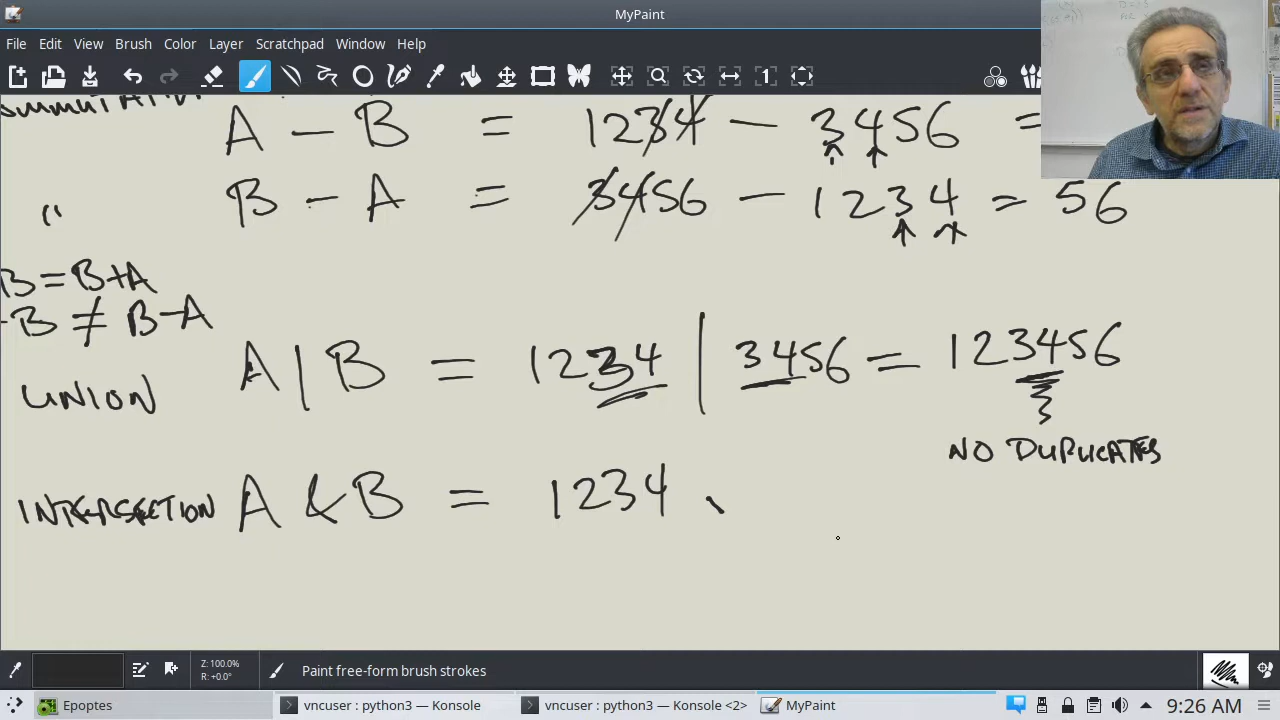 MyPaint
File Edit View Brush Color Layer Scratchpad Window Help
A - B = 1234 - 3456 =
" B - A = 3456 - 1234 = 56
B = B+A
-B ≠ B-A
UNION A | B = 1234 | 3456 = 123456
NO DUPLICATES
INTERSECTION A & B = 1234
Z: 100.0%
R: +0.0°
Paint free-form brush strokes
Epoptes vncuser : python3 — Konsole vncuser : python3 — Konsole <2> MyPaint 9:26 AM